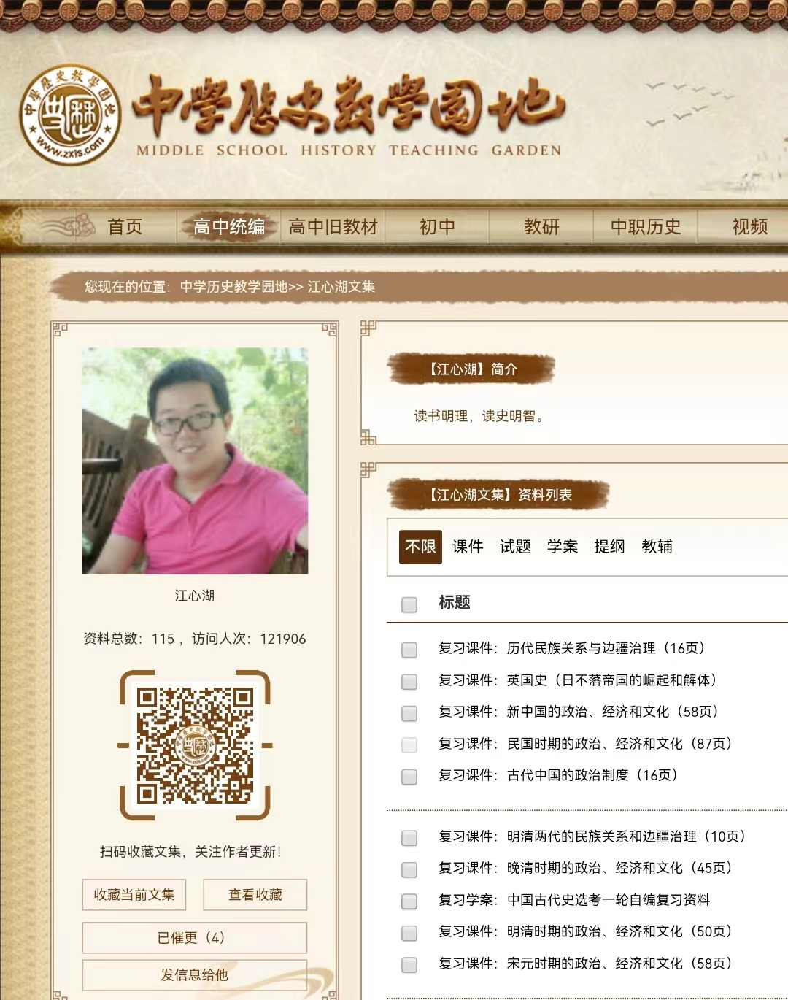 中學歷史教學園地
www.zxls.com
中學歷史教學園地
MIDDLE SCHOOL HISTORY TEACHING GARDEN
首页 高中统编 高中旧教材 初中 教研 中职历史 视频
您现在的位置：中学历史教学园地>> 江心湖文集
江心湖
资料总数：115，访问人次：121906
扫码收藏文集，关注作者更新！
收藏当前文集 查看收藏
已催更（4）
发信息给他
【江心湖】简介
读书明理，读史明智。
【江心湖文集】资料列表
不限 课件 试题 学案 提纲 教辅
标题
复习课件：历代民族关系与边疆治理（16页）
复习课件：英国史（日不落帝国的崛起和解体）
复习课件：新中国的政治、经济和文化（58页）
复习课件：民国时期的政治、经济和文化（87页）
复习课件：古代中国的政治制度（16页）
复习课件：明清两代的民族关系和边疆治理（10页）
复习课件：晚清时期的政治、经济和文化（45页）
复习学案：中国古代史选考一轮自编复习资料
复习课件：明清时期的政治、经济和文化（50页）
复习课件：宋元时期的政治、经济和文化（58页）